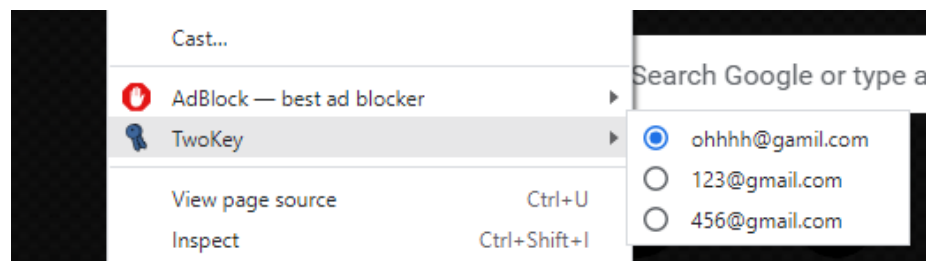 Cast...
Search Google or type a
AdBlock — best ad blocker
TwoKey
ohhhh@gamil.com
123@gmail.com
456@gmail.com
View page source Ctrl+U
Inspect Ctrl+Shift+I